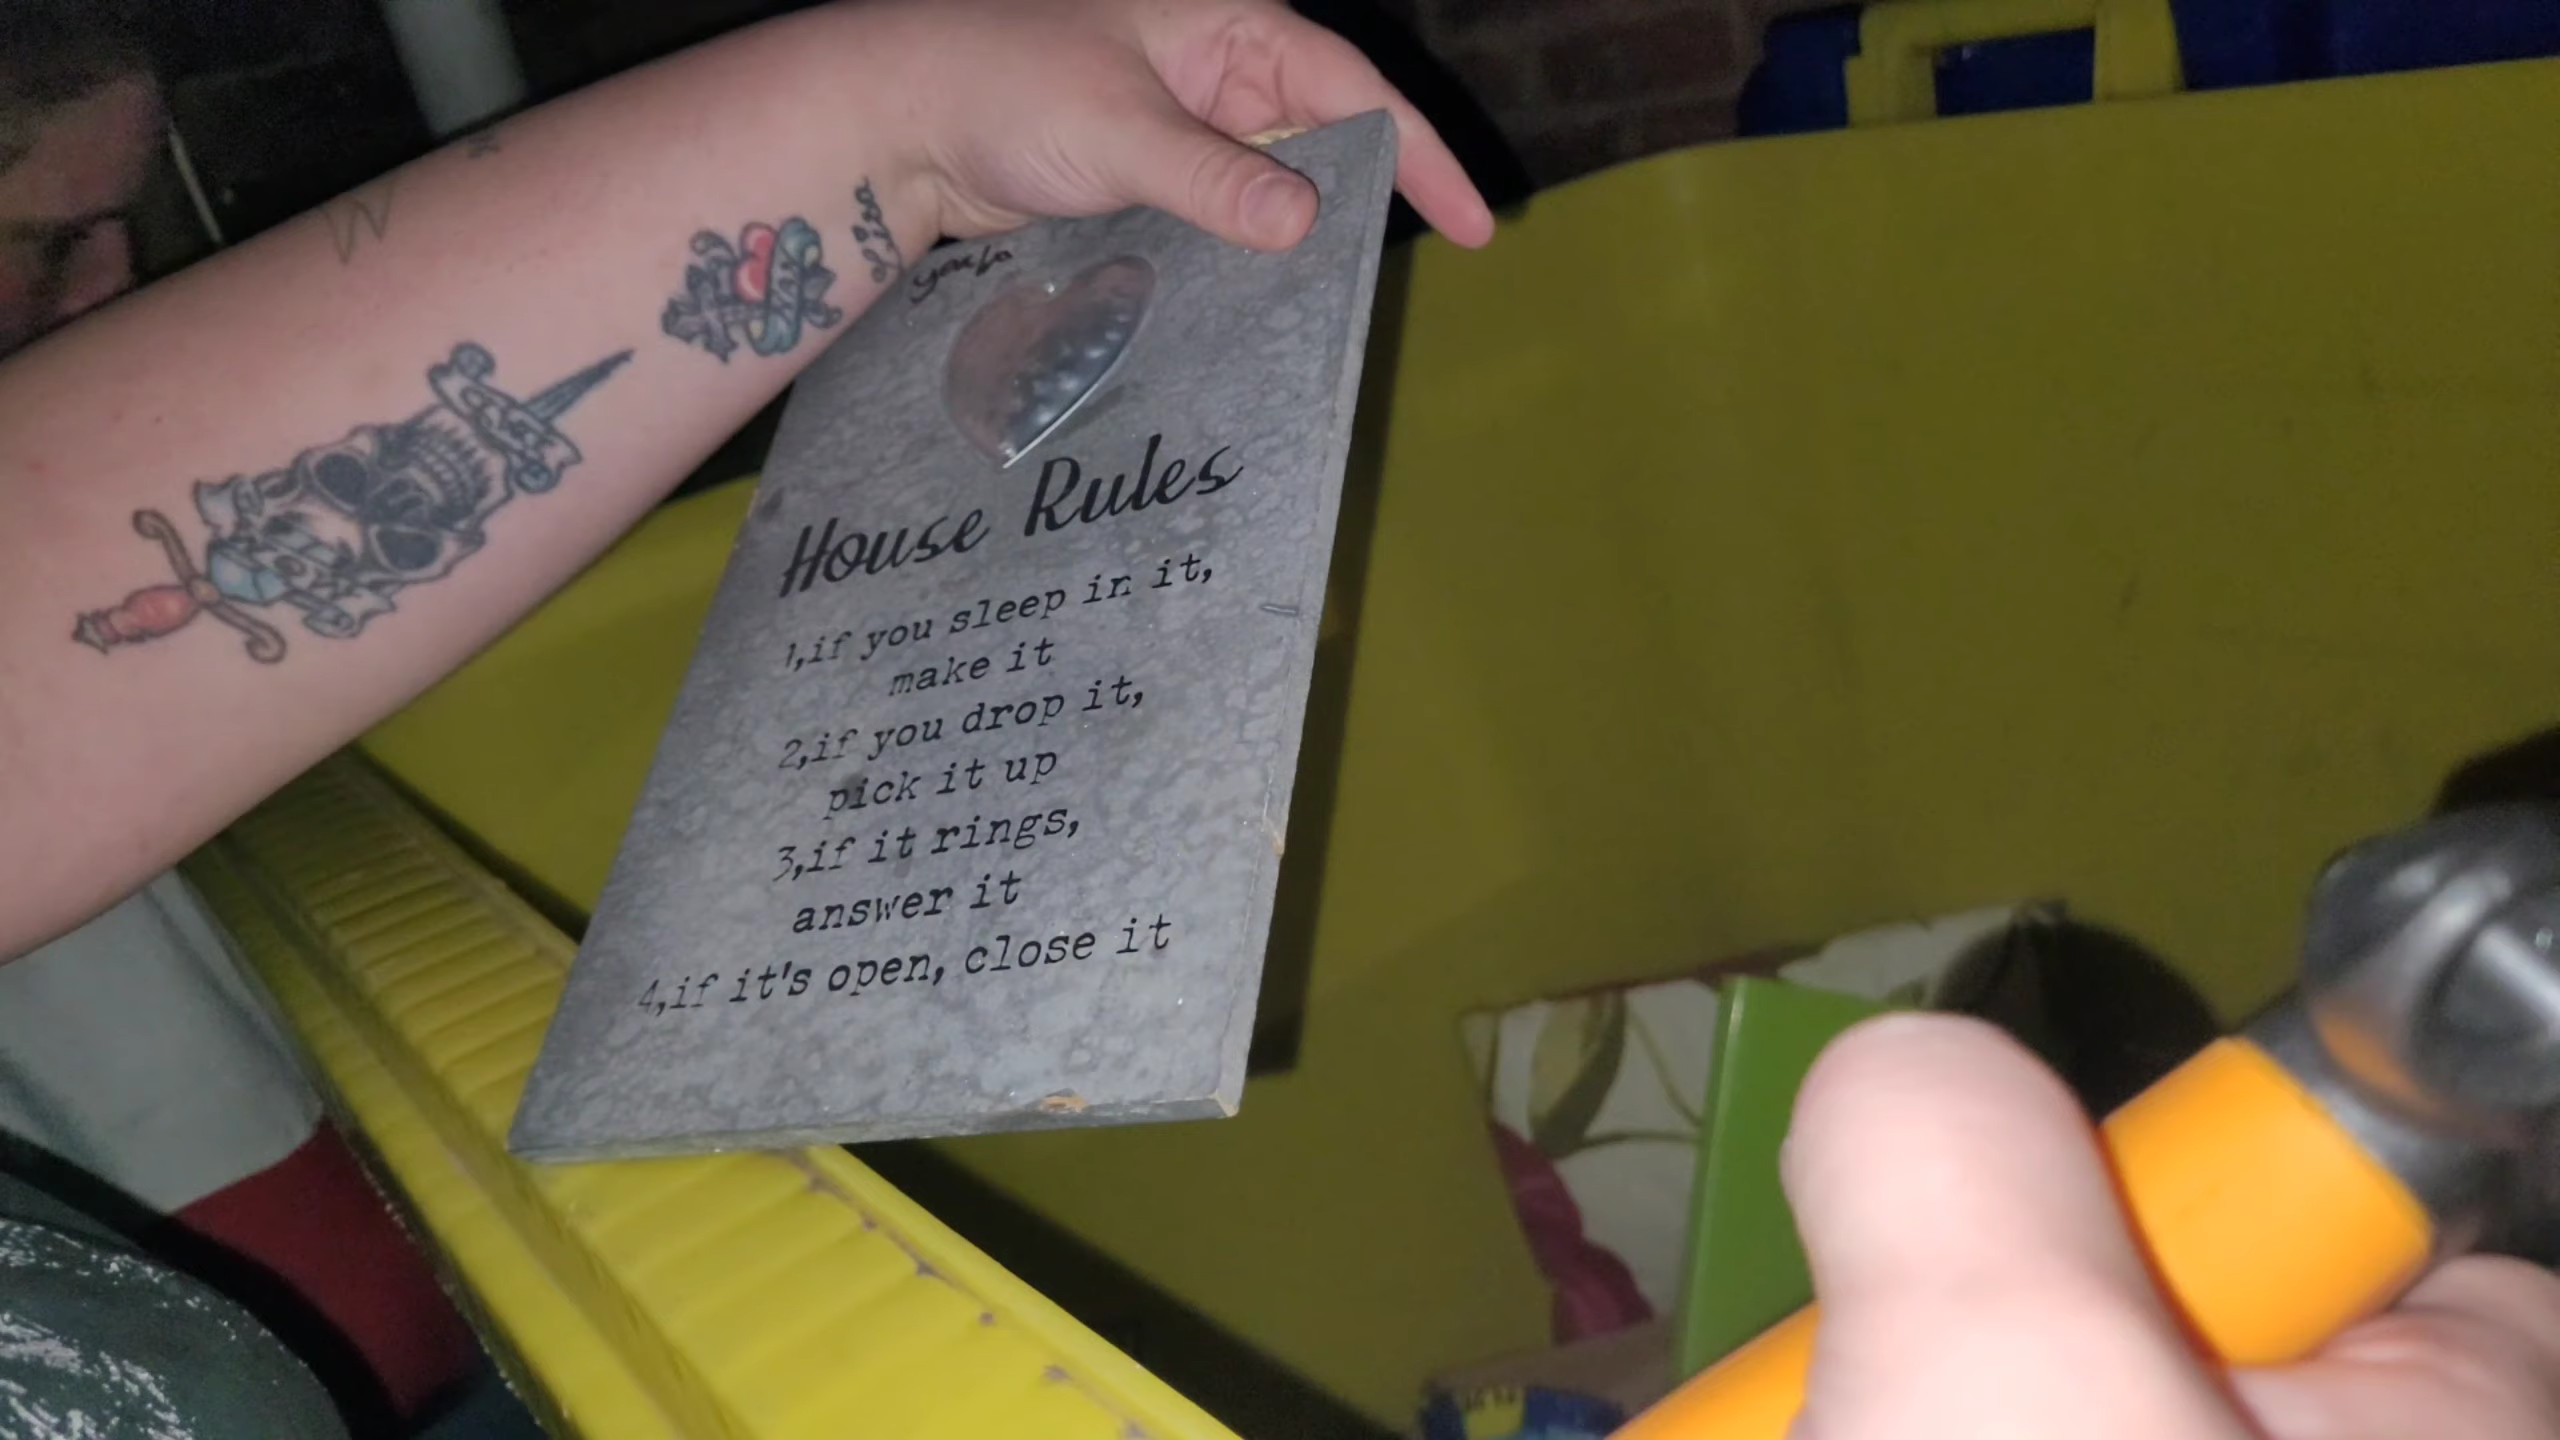 Lisa
House Rules
1,if you sleep in it,
make it
2,if you drop it,
pick it up
3,if it rings,
answer it
4,if it's open, close it